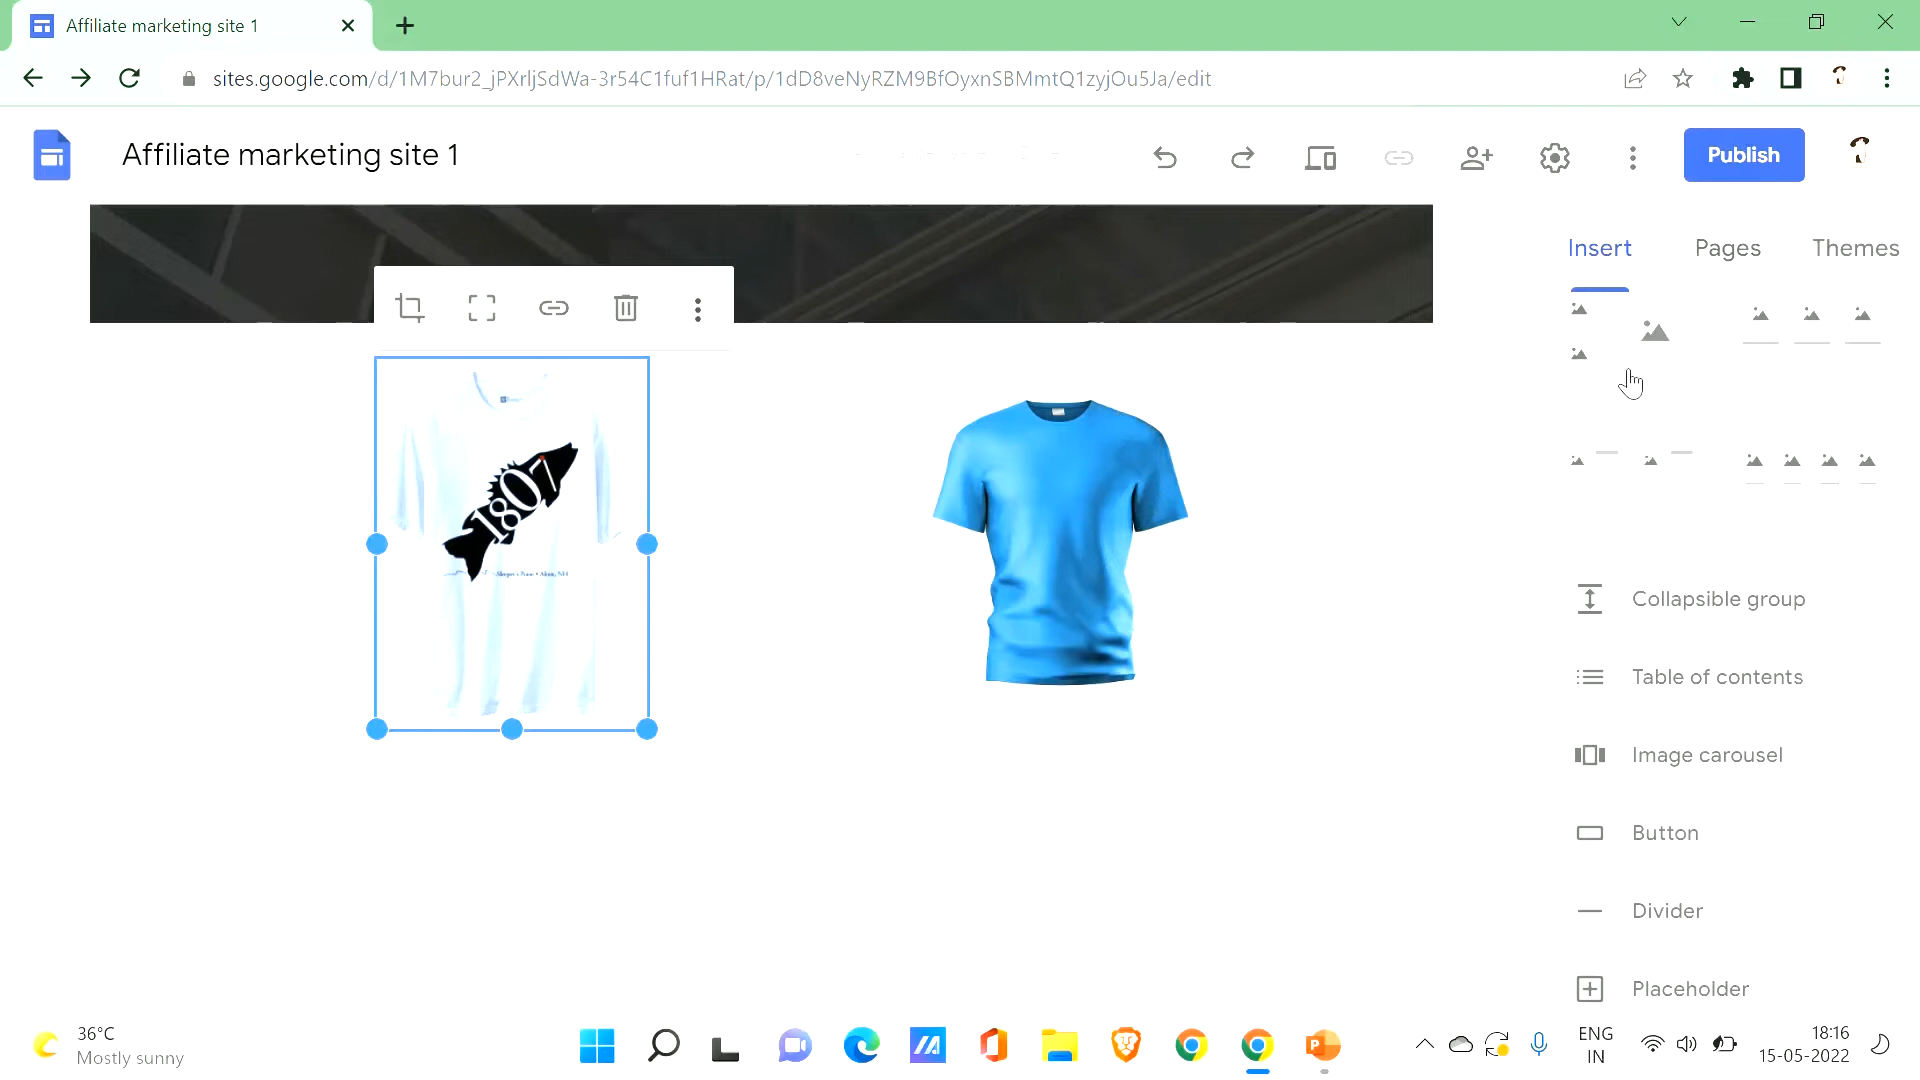 Affiliate marketing site 1
sites.google.com/d/1M7bur2_jPXrljSdWa-3r54C1fuf1HRat/p/1dD8veNyRZM9BfOyxnSBMmtQ1zyjOu5Ja/edit
Affiliate marketing site 1
Publish
Insert
Pages
Themes
1807
Collapsible group
Table of contents
Image carousel
Button
Divider
Placeholder
36°C
Mostly sunny
ENG
IN
18:16
15-05-2022